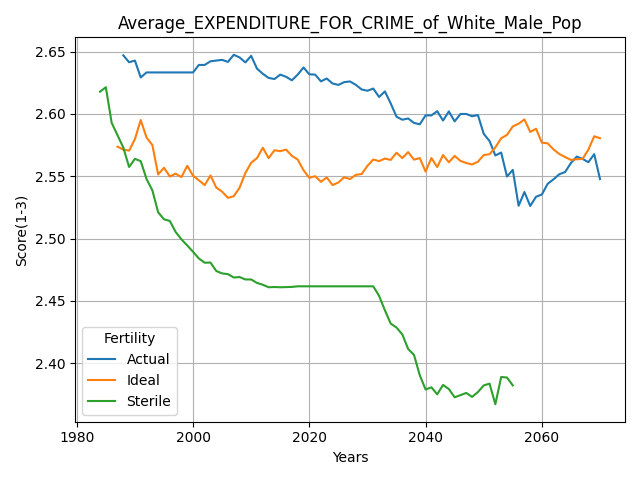 Average_EXPENDITURE_FOR_CRIME_of_White_Male_Pop
Score(1-3)
2.65
2.60
2.55
2.50
2.45
2.40
Fertility
Actual
Ideal
Sterile
1980 2000 2020 2040 2060
Years